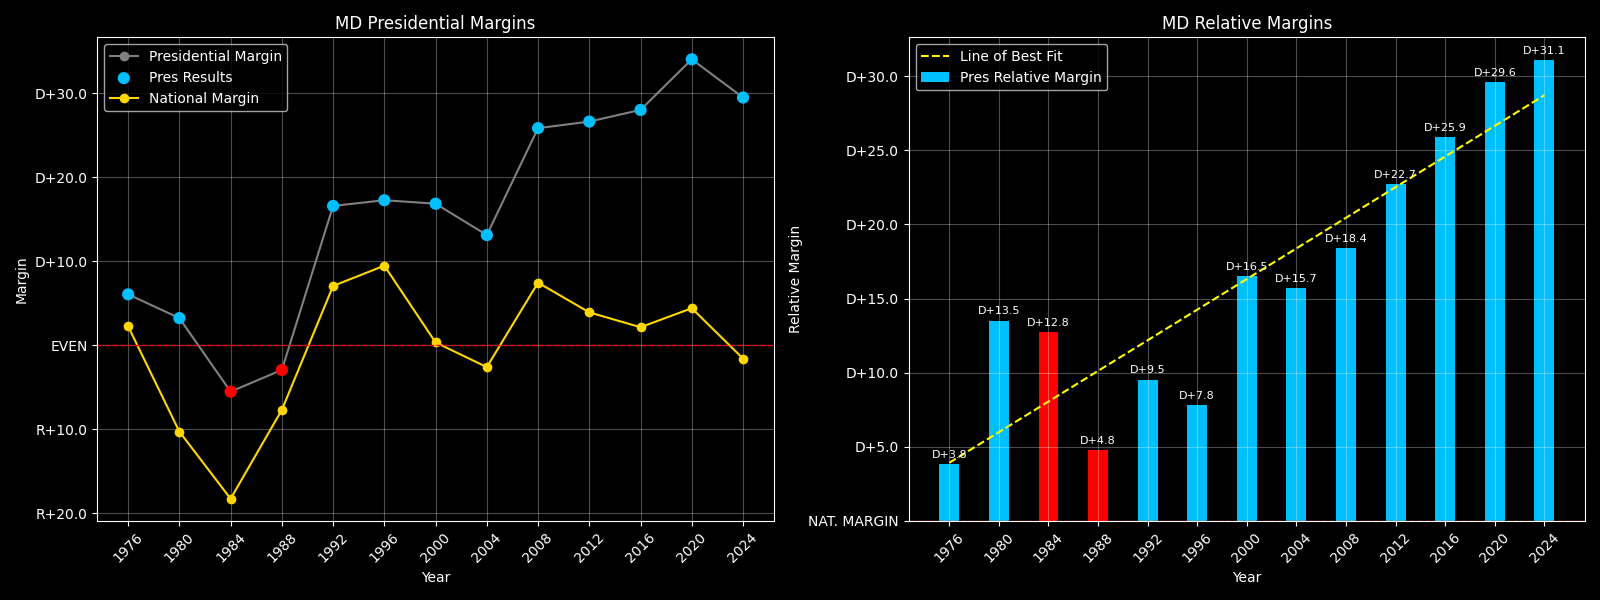 MD Presidential Margins
Presidential Margin
Pres Results
National Margin
Margin
D+30.0
D+20.0
D+10.0
EVEN
R+10.0
R+20.0
1976
1980
1984
1988
1992
1996
2000
2004
2008
2012
2016
2020
2024
Year
MD Relative Margins
Line of Best Fit
Pres Relative Margin
Relative Margin
D+30.0
D+25.0
D+20.0
D+15.0
D+10.0
D+5.0
NAT. MARGIN
D+3.8
D+13.5
D+12.8
D+4.8
D+9.5
D+7.8
D+16.5
D+15.7
D+18.4
D+22.7
D+25.9
D+29.6
D+31.1
1976
1980
1984
1988
1992
1996
2000
2004
2008
2012
2016
2020
2024
Year